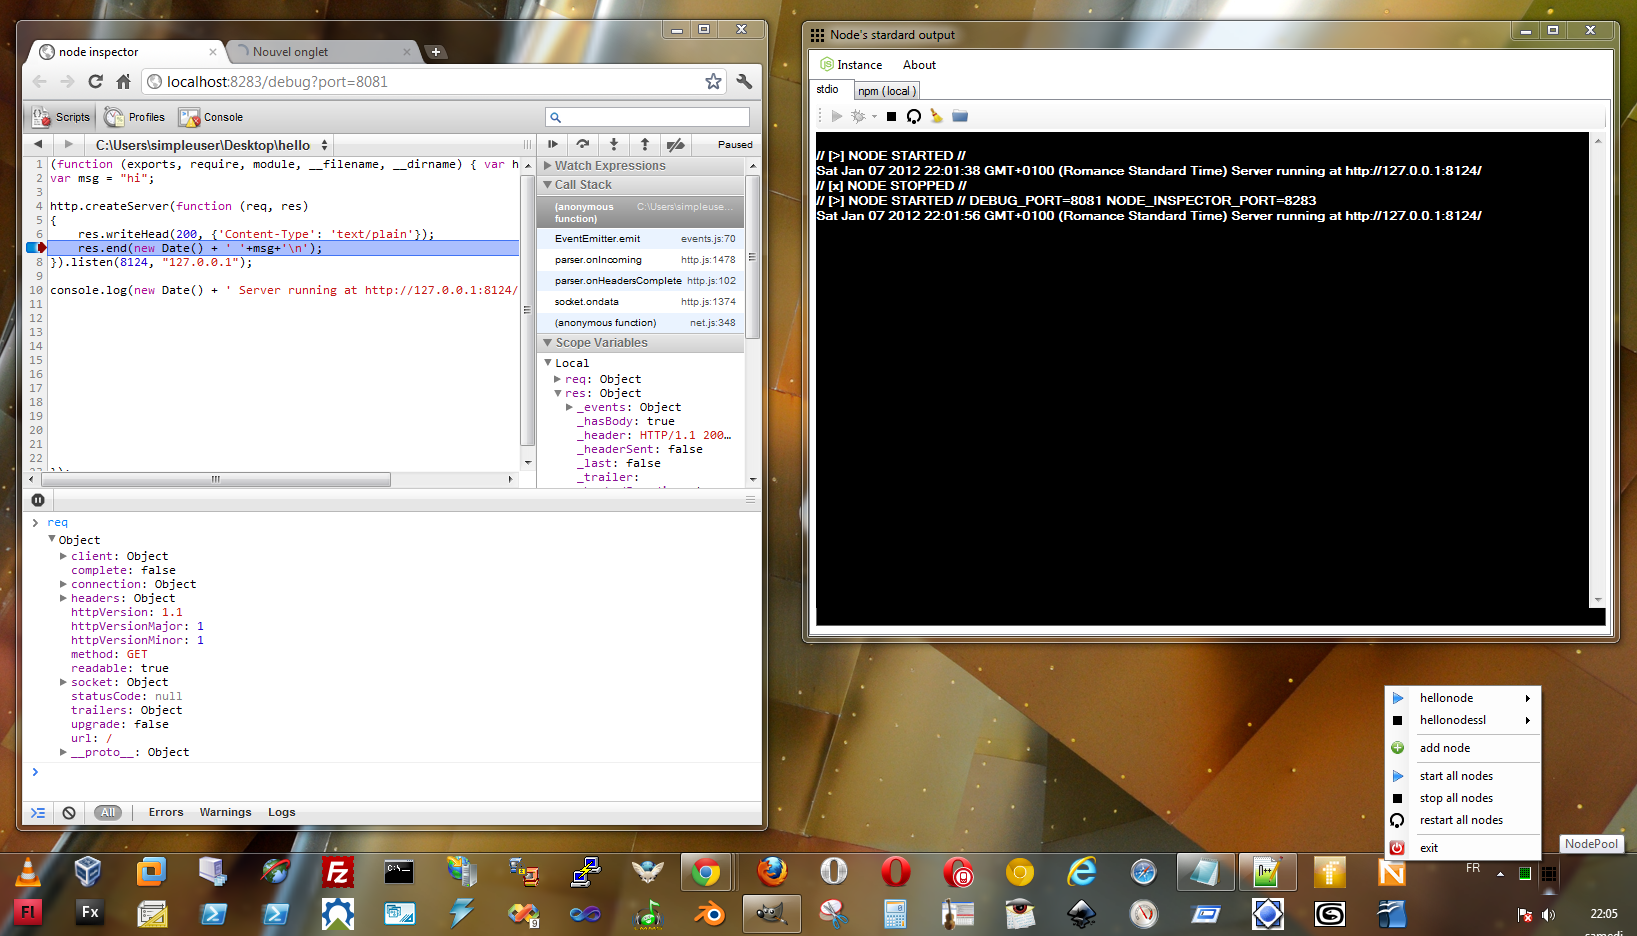 node inspector
Nouvel onglet
localhost:8283/debug?port=8081
Scripts
Profiles
Console
C:\Users\simpleuser\Desktop\hello
Paused
1 (function (exports, require, module, __filename, __dirname) { var h
2 var msg = "hi";
3
4 http.createServer(function (req, res)
5 {
6 res.writeHead(200, {'Content-Type': 'text/plain'});
res.end(new Date() + ' '+msg+'\n');
8 }).listen(8124, "127.0.0.1");
9
10 console.log(new Date() + ' Server running at http://127.0.0.1:8124/
11
12
13
14
15
16
17
18
19
20
21
22
Watch Expressions
Call Stack
(anonymous function) C:\Users\simpleuse...
EventEmitter.emit events.js:70
parser.onIncoming http.js:1478
parser.onHeadersComplete http.js:102
socket.ondata http.js:1374
(anonymous function) net.js:348
Scope Variables
Local
req: Object
res: Object
_events: Object
_hasBody: true
_header: HTTP/1.1 200…
_headerSent: false
_last: false
_trailer:
req
Object
client: Object
complete: false
connection: Object
headers: Object
httpVersion: 1.1
httpVersionMajor: 1
httpVersionMinor: 1
method: GET
readable: true
socket: Object
statusCode: null
trailers: Object
upgrade: false
url: /
__proto__: Object
All
Errors
Warnings
Logs
Node's stardard output
Instance
About
stdio
npm ( local )
// [>] NODE STARTED //
Sat Jan 07 2012 22:01:38 GMT+0100 (Romance Standard Time) Server running at http://127.0.0.1:8124/
// [x] NODE STOPPED //
// [>] NODE STARTED // DEBUG_PORT=8081 NODE_INSPECTOR_PORT=8283
Sat Jan 07 2012 22:01:56 GMT+0100 (Romance Standard Time) Server running at http://127.0.0.1:8124/
hellonode
hellonodessl
add node
start all nodes
stop all nodes
restart all nodes
exit
NodePool
FR
22:05
samedi
Fz
C:\_
Fl
Fx